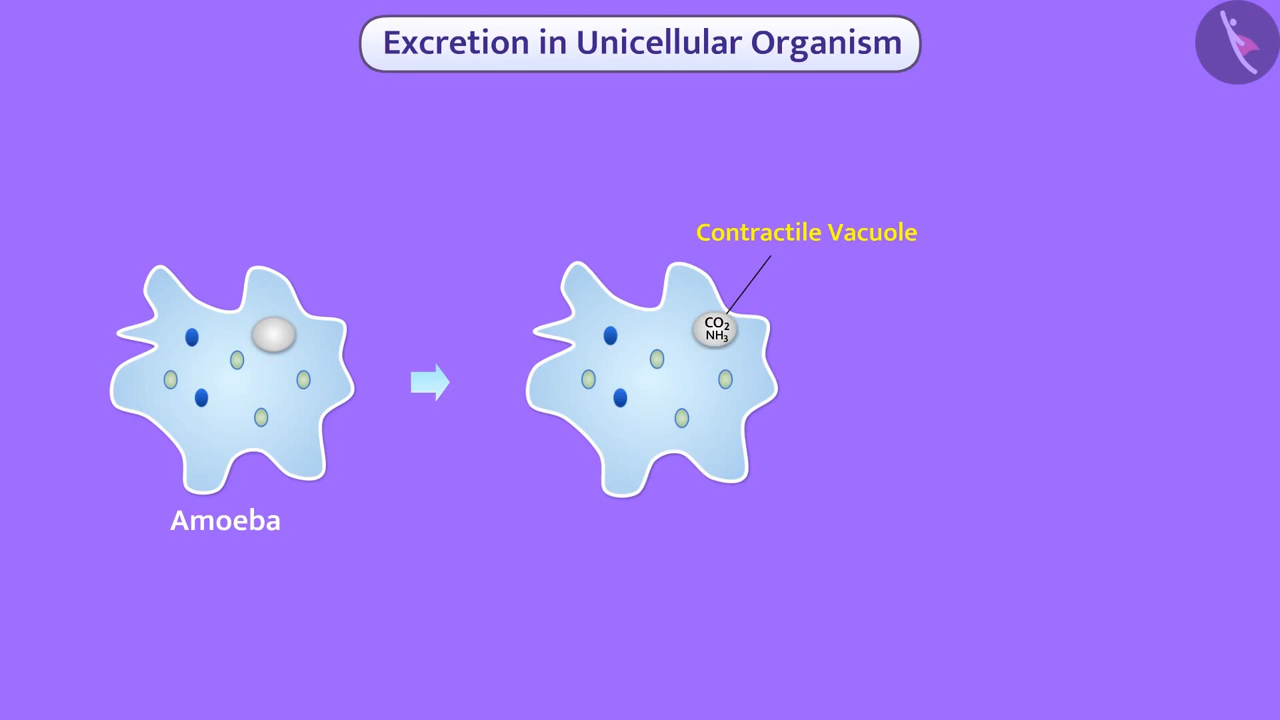 Excretion in Unicellular Organism
Contractile Vacuole
CO₂
NH₃
Amoeba